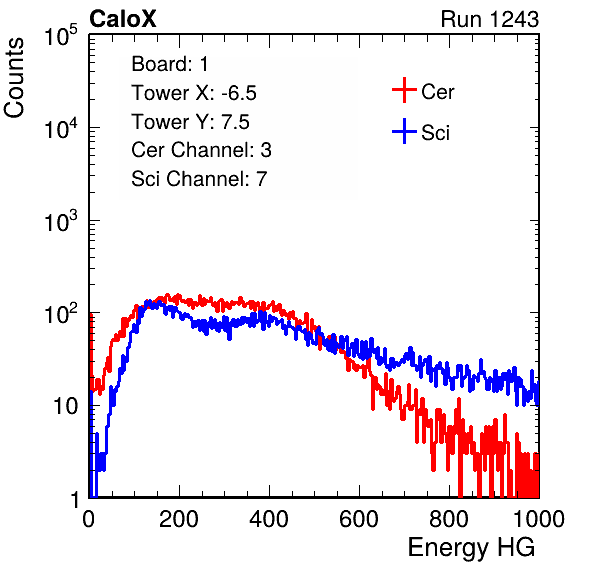 CaloX Run 1243
Counts
10^5
10^4
10^3
10^2
10
1
Board: 1
Tower X: -6.5
Tower Y: 7.5
Cer Channel: 3
Sci Channel: 7
Cer
Sci
0 200 400 600 800 1000
Energy HG